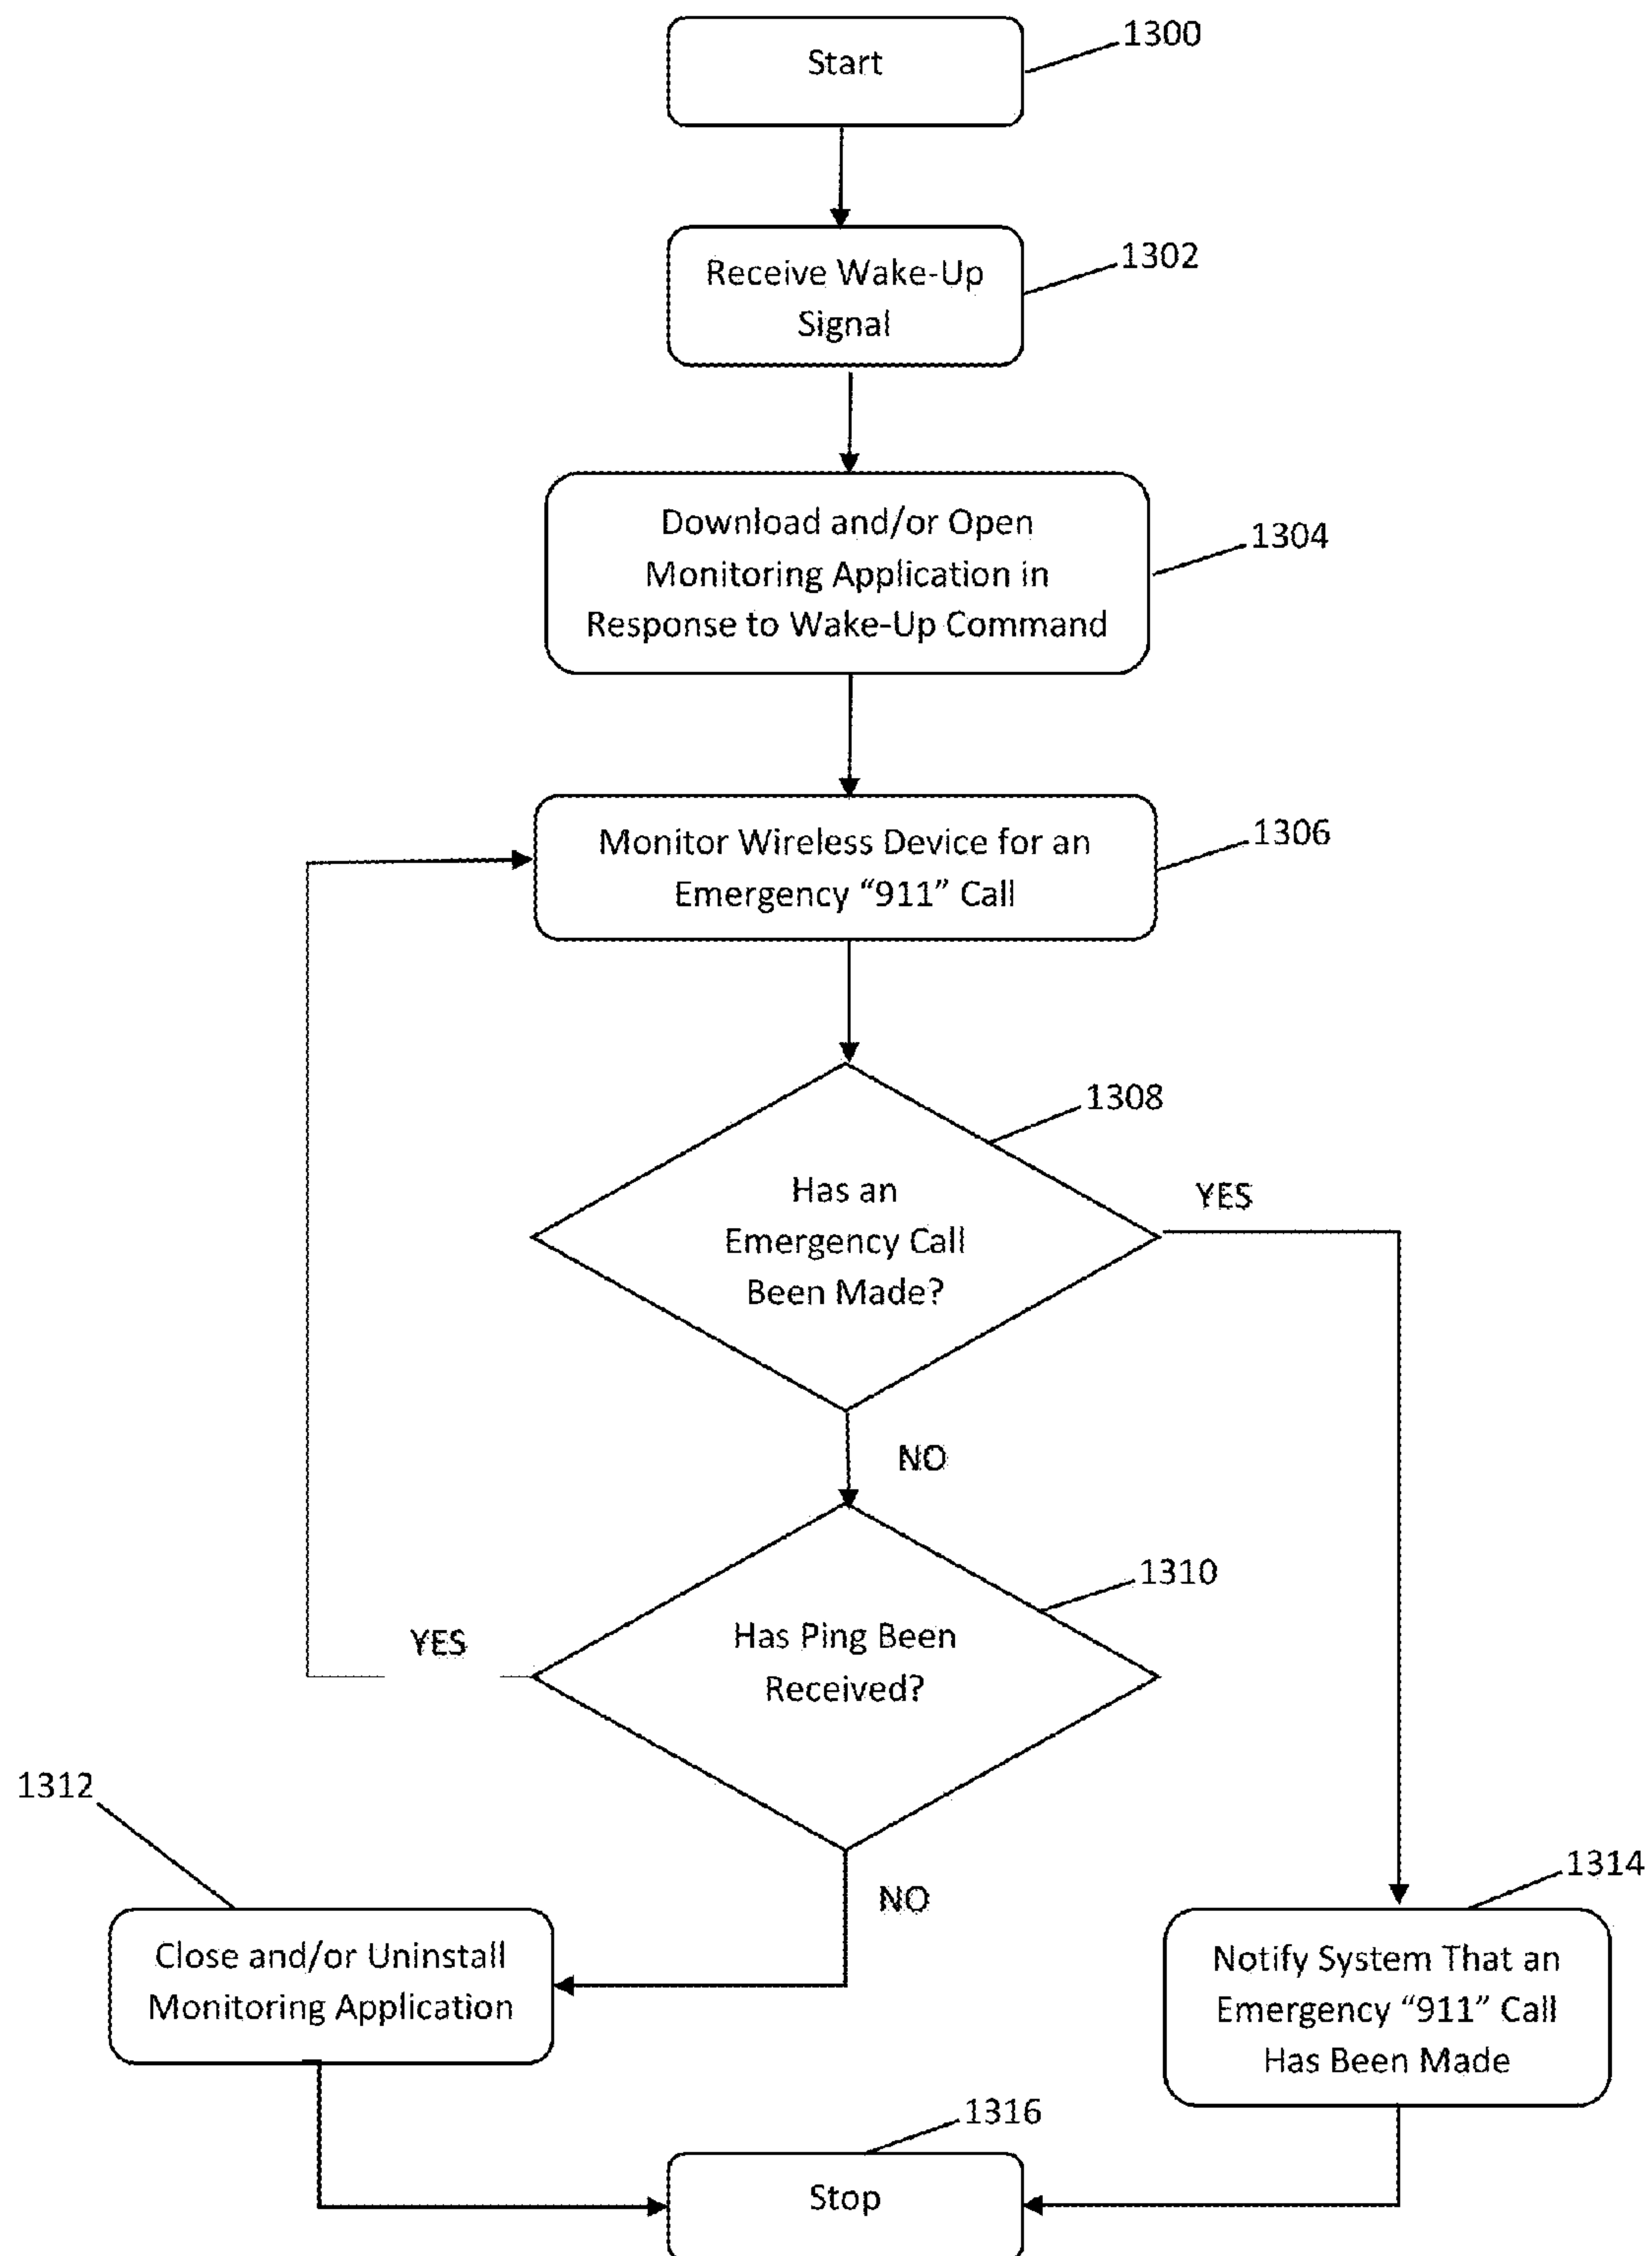 Start
1300
Receive Wake-Up
Signal
1302
Download and/or Open
Monitoring Application in
Response to Wake-Up Command
1304
Monitor Wireless Device for an
Emergency “911” Call
1306
1308
Has an
Emergency Call
Been Made?
YES
NO
1310
Has Ping Been
Received?
YES
NO
1312
Close and/or Uninstall
Monitoring Application
1314
Notify System That an
Emergency “911” Call
Has Been Made
1316
Stop